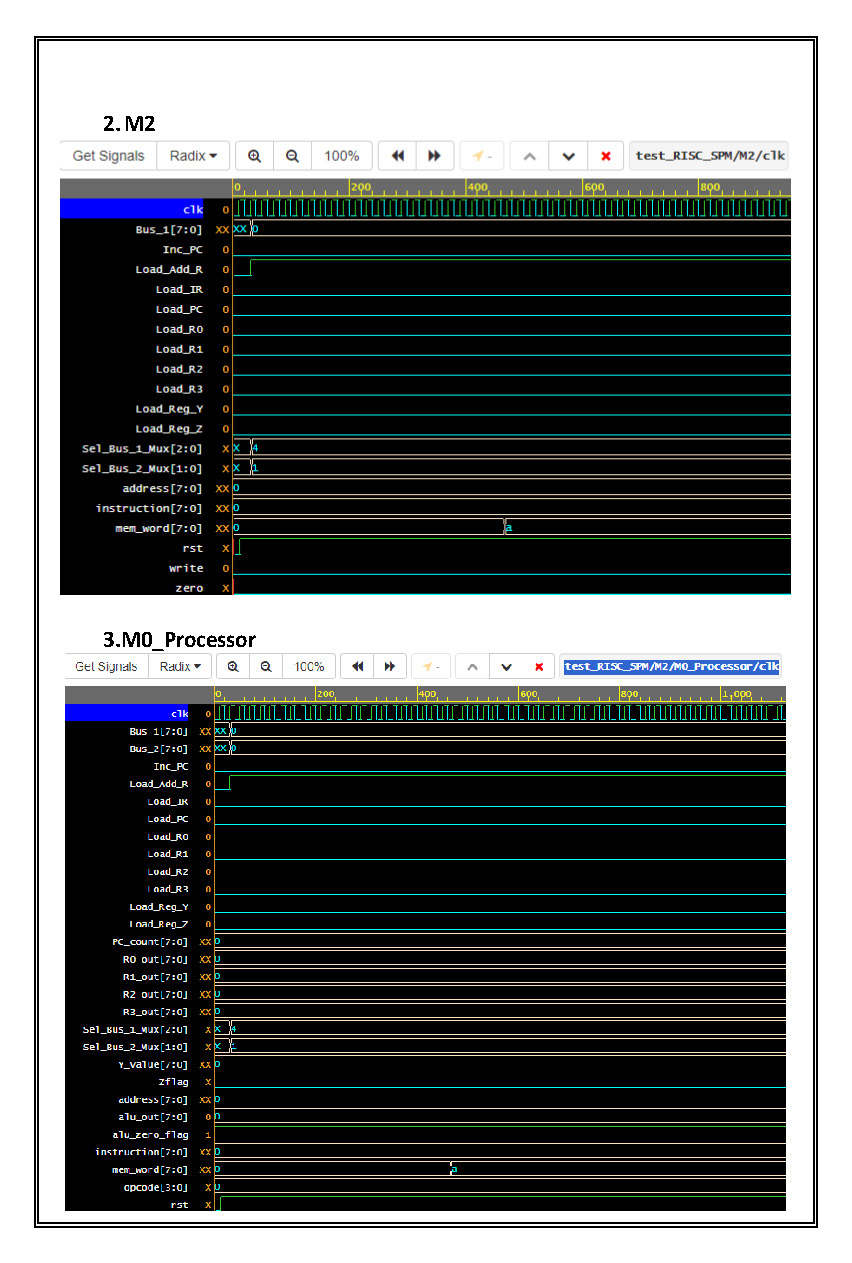 2. M2
Get Signals Radix 100% - test_RISC_SPM/M2/clk
0 200 400 600 800
clk 0
Bus_1[7:0] XX XX 0
Inc_PC 0
Load_Add_R 0
Load_IR 0
Load_PC 0
Load_R0 0
Load_R1 0
Load_R2 0
Load_R3 0
Load_Reg_Y 0
Load_Reg_Z 0
Sel_Bus_1_Mux[2:0] X X 4
Sel_Bus_2_Mux[1:0] X X 1
address[7:0] XX 0
instruction[7:0] XX 0
mem_word[7:0] XX 0 a
rst X
write 0
zero X
3.M0_Processor
Get Signals Radix 100% - test_RISC_SPM/M2/M0_Processor/clk
0 200 400 600 800 1,000
clk 0
Bus_1[7:0] XX XX 0
Bus_2[7:0] XX XX 0
Inc_PC 0
Load_Add_R 0
Load_IR 0
Load_PC 0
Load_R0 0
Load_R1 0
Load_R2 0
Load_R3 0
Load_Reg_Y 0
Load_Reg_Z 0
PC_count[7:0] XX 0
R0_out[7:0] XX 0
R1_out[7:0] XX 0
R2_out[7:0] XX 0
R3_out[7:0] XX 0
Sel_Bus_1_Mux[2:0] X X 4
Sel_Bus_2_Mux[1:0] X X 1
Y_value[7:0] XX 0
Zflag X
address[7:0] XX 0
alu_out[7:0] 0 0
alu_zero_flag 1
instruction[7:0] XX 0
mem_word[7:0] XX 0 a
opcode[3:0] X 0
rst X